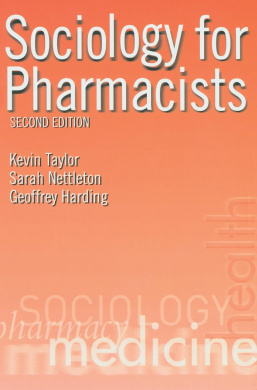 Sociology for
Pharmacists
SECOND EDITION
Kevin Taylor
Sarah Nettleton
Geoffrey Harding
health
SOCIOLOGY
pharmacy
medicine